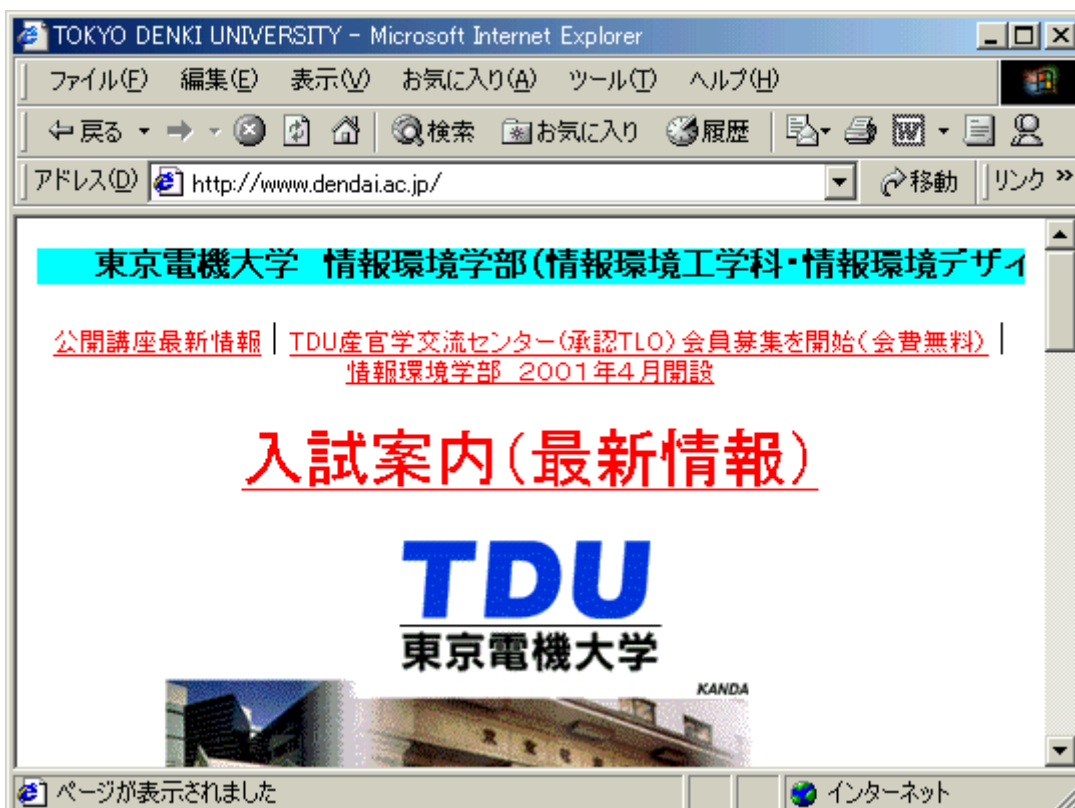 TOKYO DENKI UNIVERSITY - Microsoft Internet Explorer
ファイル(F) 編集(E) 表示(V) お気に入り(A) ツール(T) ヘルプ(H)
戻る 検索 お気に入り 履歴
アドレス(D) http://www.dendai.ac.jp/ 移動 リンク »
東京電機大学 情報環境学部(情報環境工学科・情報環境デザイ
公開講座最新情報 | TDU産官学交流センター(承認TLO)会員募集を開始(会費無料) |
情報環境学部 2001年4月開設
入試案内(最新情報)
TDU
東京電機大学
KANDA
ページが表示されました インターネット